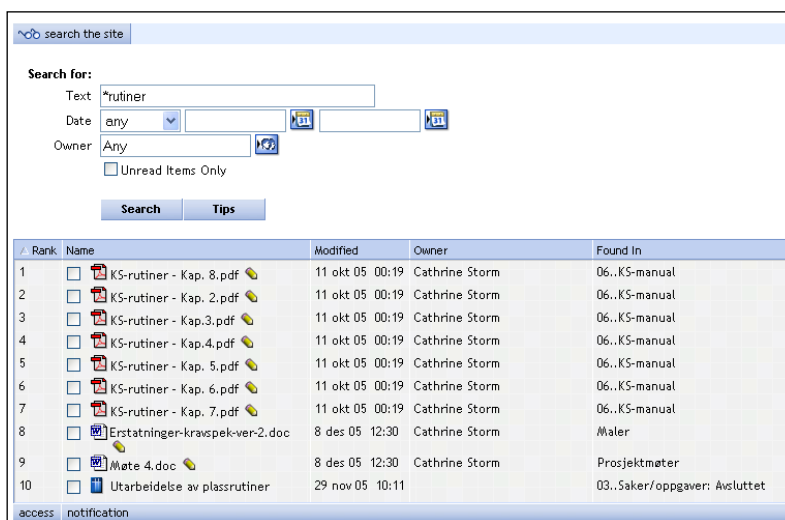 search the site
Search for:
Text *rutiner
Date any 31 31
Owner Any
Unread Items Only
Search Tips
Rank Name Modified Owner Found In
1 KS-rutiner - Kap. 8.pdf 11 okt 05 00:19 Cathrine Storm 06..KS-manual
2 KS-rutiner - Kap. 2.pdf 11 okt 05 00:19 Cathrine Storm 06..KS-manual
3 KS-rutiner - Kap.3.pdf 11 okt 05 00:19 Cathrine Storm 06..KS-manual
4 KS-rutiner - Kap.4.pdf 11 okt 05 00:19 Cathrine Storm 06..KS-manual
5 KS-rutiner - Kap. 5.pdf 11 okt 05 00:19 Cathrine Storm 06..KS-manual
6 KS-rutiner - Kap. 6.pdf 11 okt 05 00:19 Cathrine Storm 06..KS-manual
7 KS-rutiner - Kap. 7.pdf 11 okt 05 00:19 Cathrine Storm 06..KS-manual
8 Erstatninger-kravspek-ver-2.doc 8 des 05 12:30 Cathrine Storm Maler
9 Møte 4.doc 8 des 05 12:30 Cathrine Storm Prosjektmøter
10 Utarbeidelse av plassrutiner 29 nov 05 10:11 03..Saker/oppgaver: Avsluttet
access notification